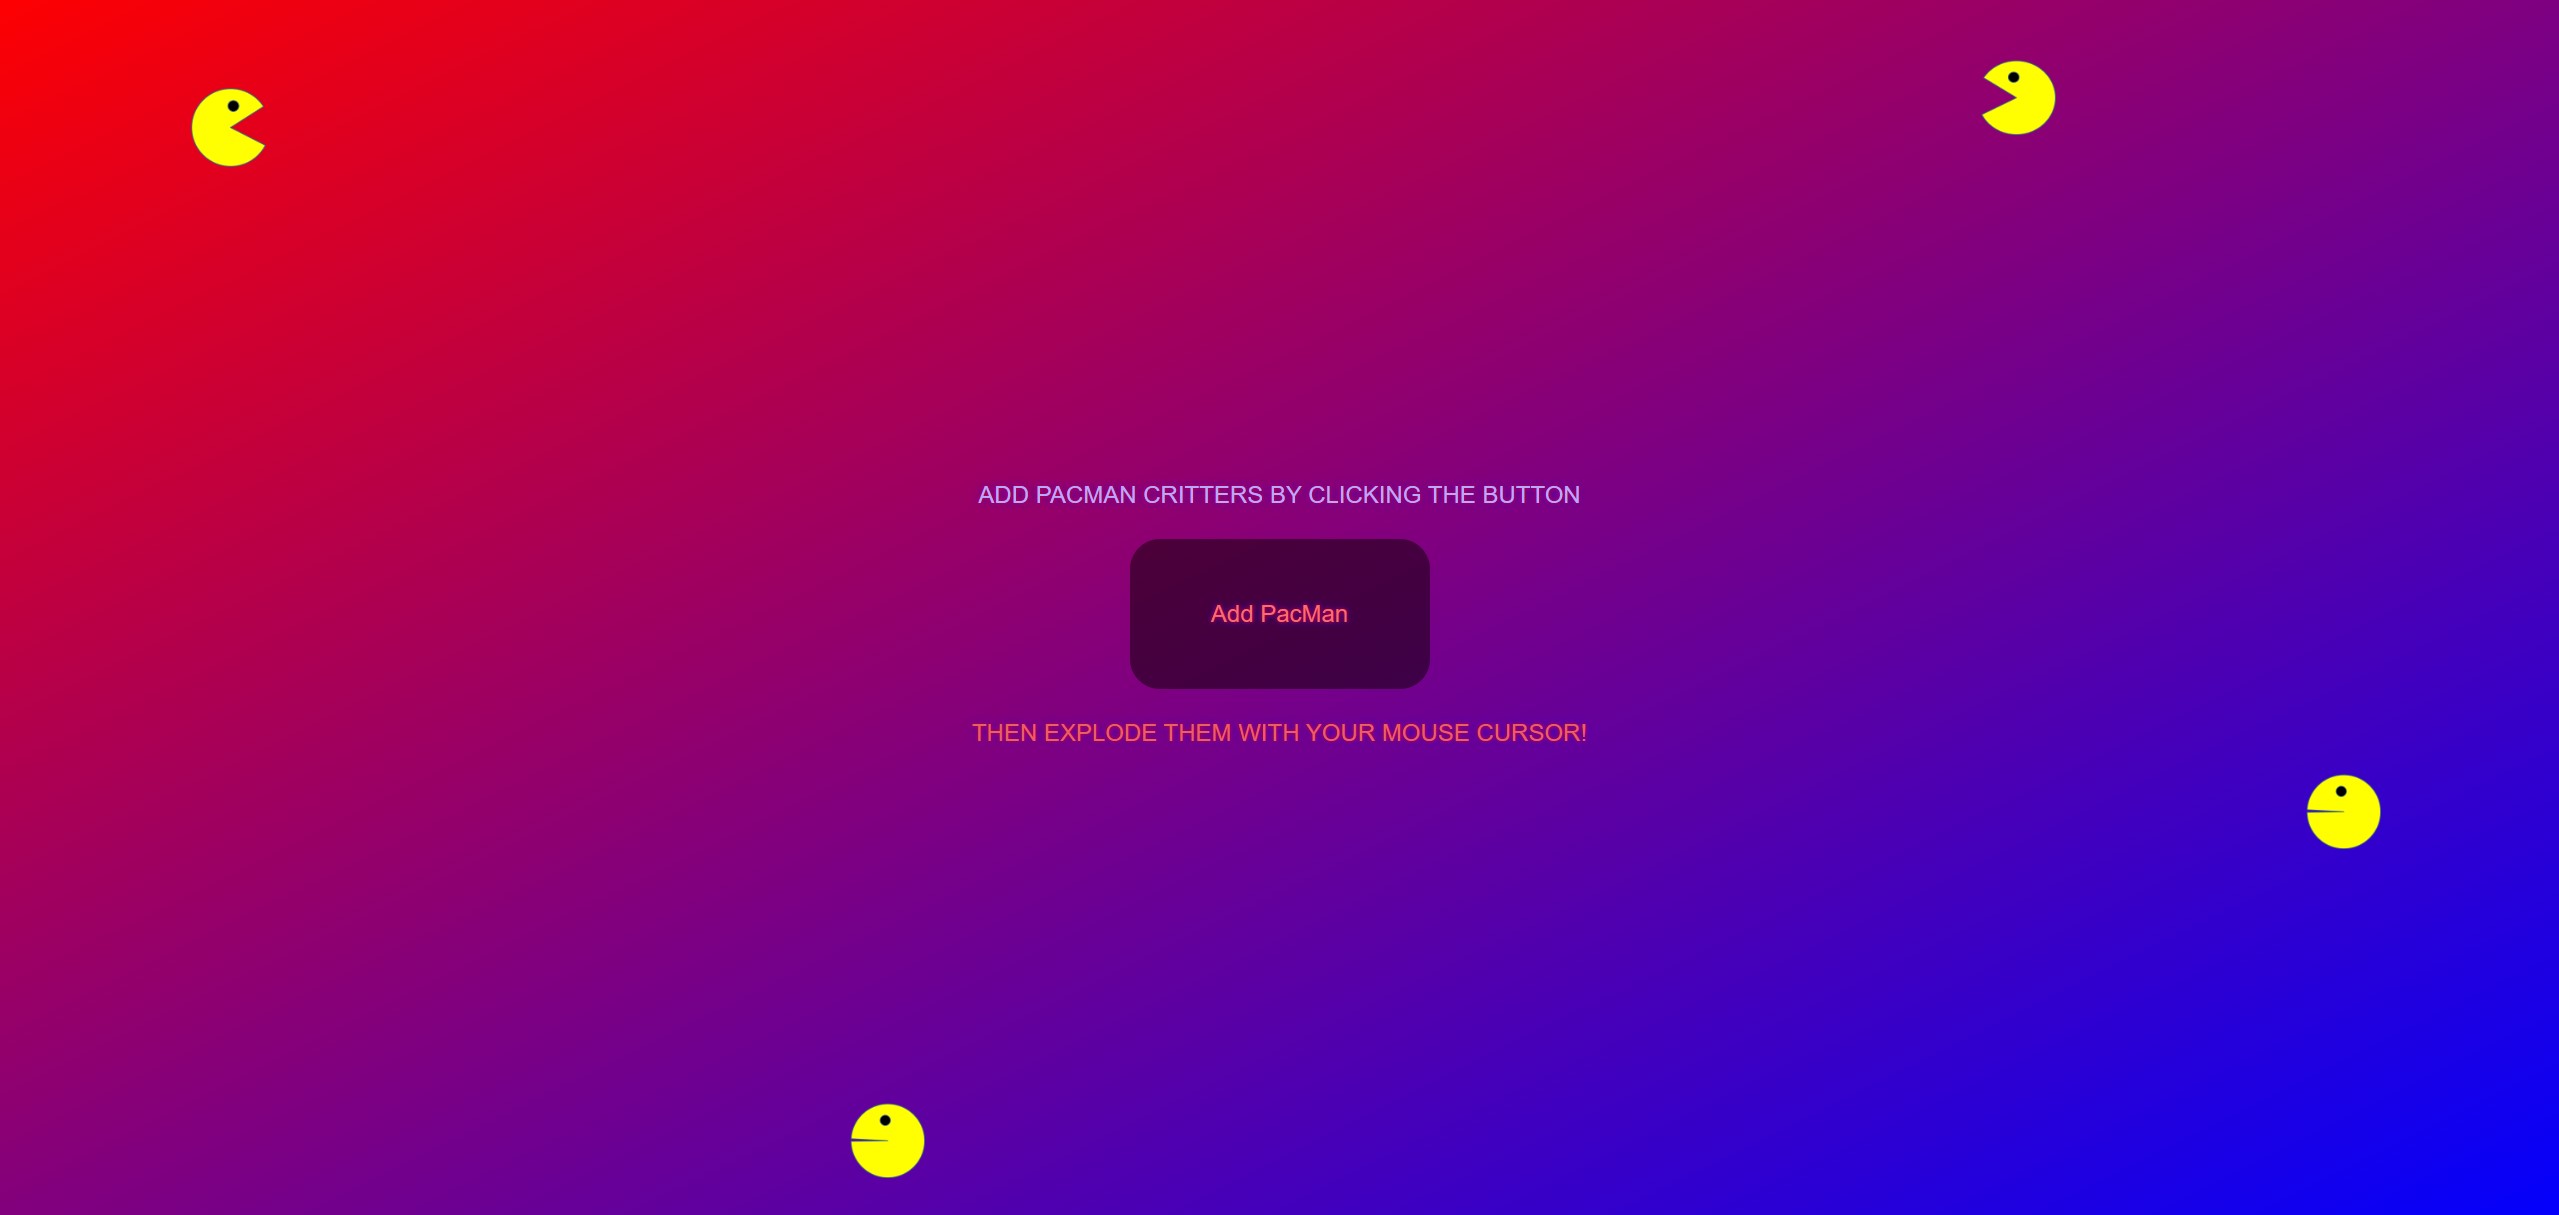 ADD PACMAN CRITTERS BY CLICKING THE BUTTON
Add PacMan
THEN EXPLODE THEM WITH YOUR MOUSE CURSOR!